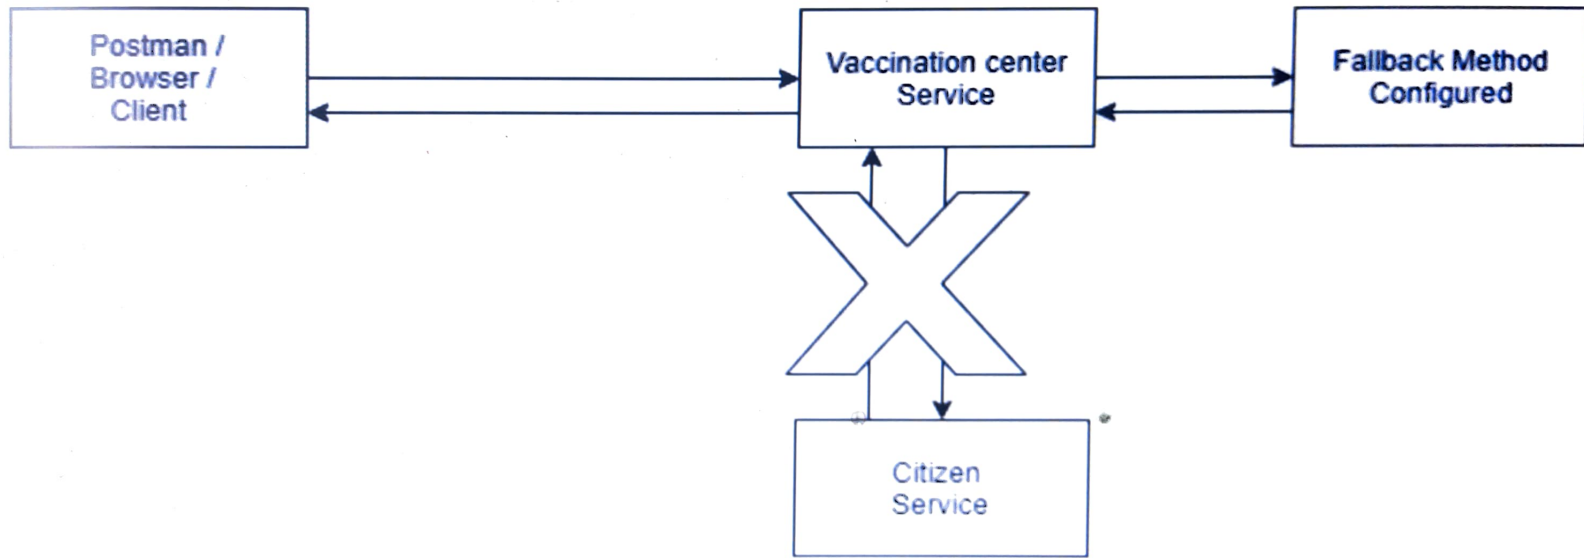 Postman /
Browser /
Client
Vaccination center
Service
Fallback Method
Configured
Citizen
Service